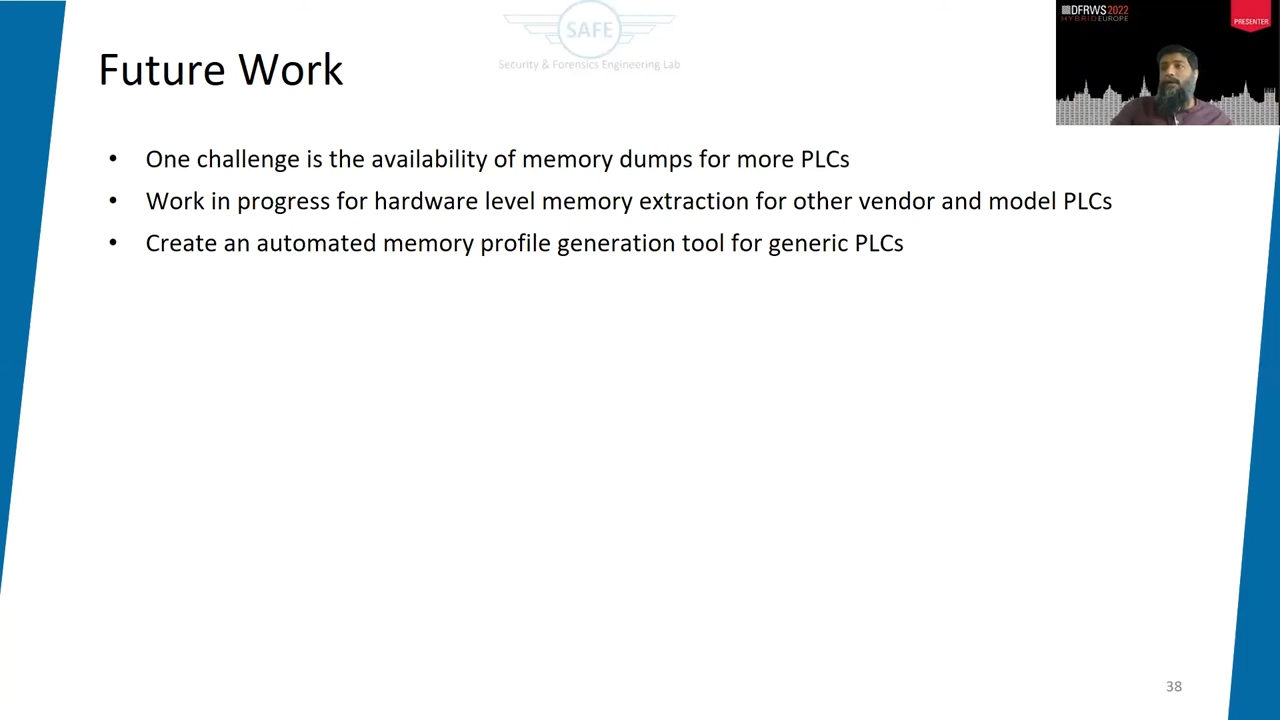 SAFE
Security & Forensics Engineering Lab
DFRWS2022
HYBRID EUROPE
PRESENTER
Future Work
• One challenge is the availability of memory dumps for more PLCs
• Work in progress for hardware level memory extraction for other vendor and model PLCs
• Create an automated memory profile generation tool for generic PLCs
38